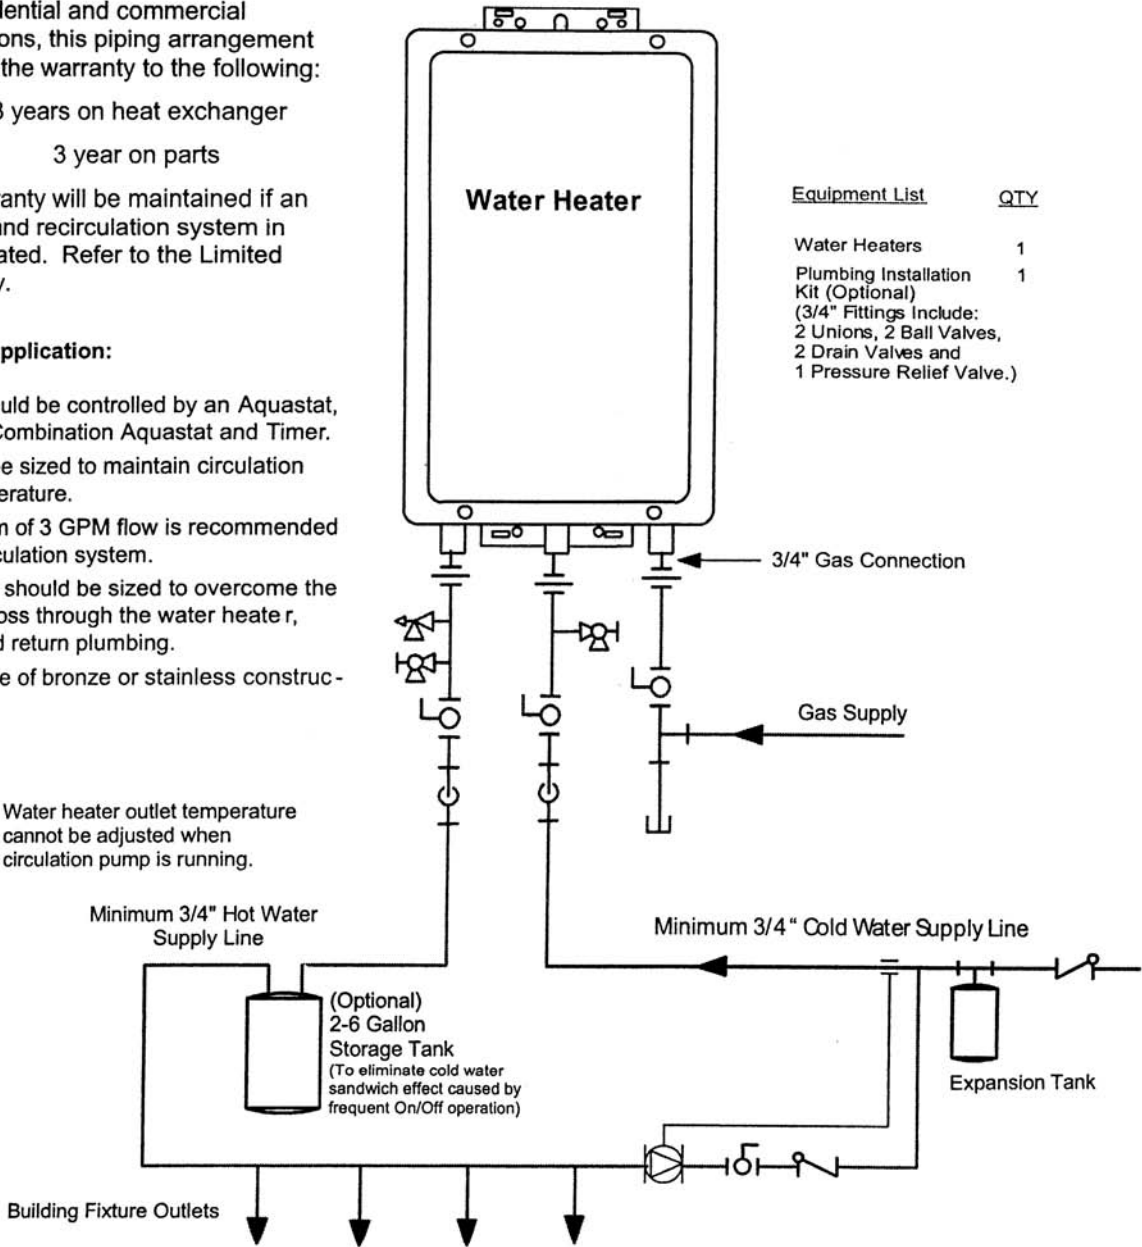 dential and commercial
ons, this piping arrangement
the warranty to the following:
3 years on heat exchanger
3 year on parts
ranty will be maintained if an
and recirculation system in
ated. Refer to the Limited
y.
pplication:
uld be controlled by an Aquastat,
Combination Aquastat and Timer.
e sized to maintain circulation
erature.
m of 3 GPM flow is recommended
culation system.
should be sized to overcome the
oss through the water heate r,
d return plumbing.
e of bronze or stainless construc -
Water heater outlet temperature
cannot be adjusted when
circulation pump is running.
Water Heater
Equipment List QTY
Water Heaters 1
Plumbing Installation 1
Kit (Optional)
(3/4" Fittings Include:
2 Unions, 2 Ball Valves,
2 Drain Valves and
1 Pressure Relief Valve.)
3/4" Gas Connection
Gas Supply
Minimum 3/4" Hot Water
Supply Line
Minimum 3/4" Cold Water Supply Line
(Optional)
2-6 Gallon
Storage Tank
(To eliminate cold water
sandwich effect caused by
frequent On/Off operation)
Expansion Tank
Building Fixture Outlets